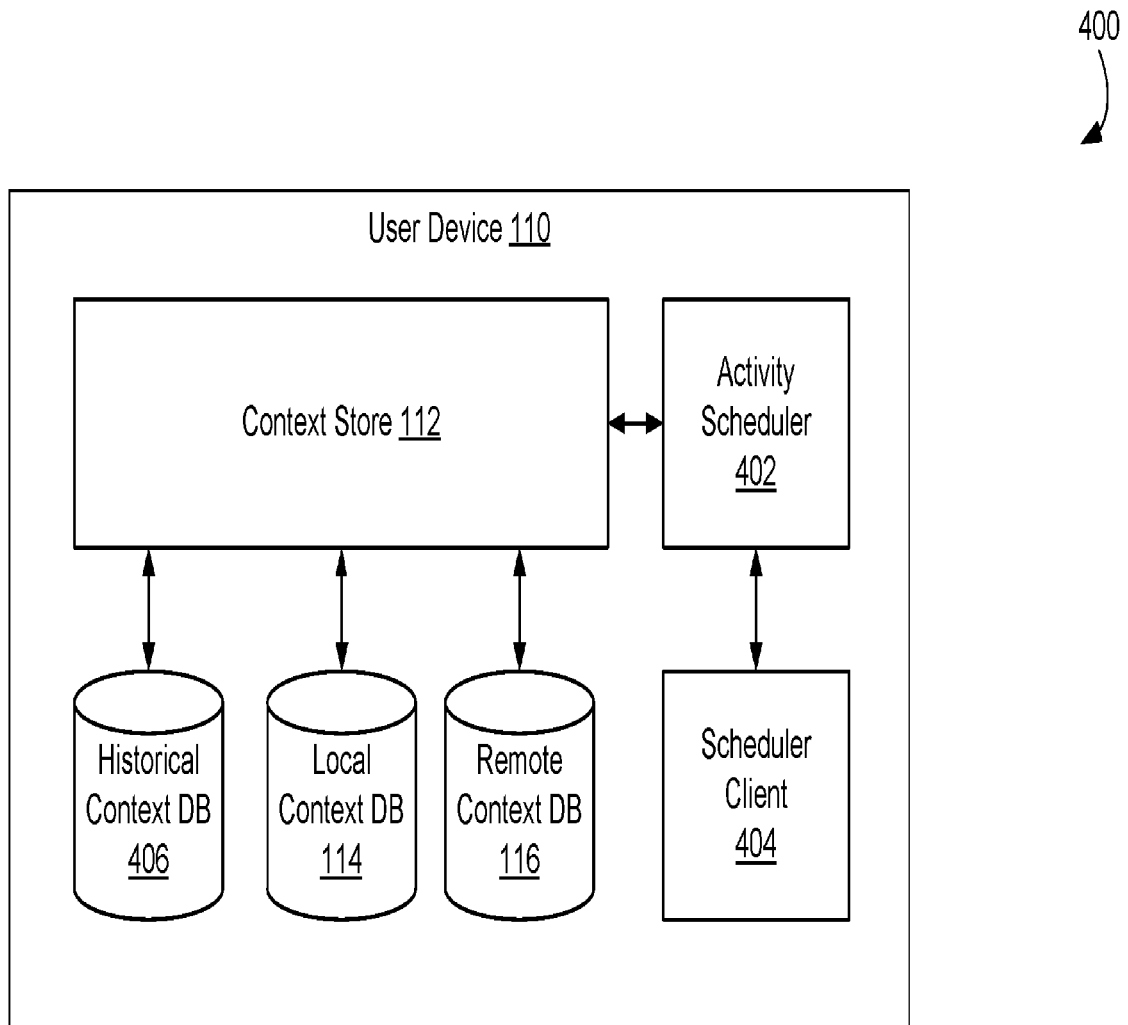 400
User Device 110
Context Store 112
Activity
Scheduler
402
Historical
Context DB
406
Local
Context DB
114
Remote
Context DB
116
Scheduler
Client
404